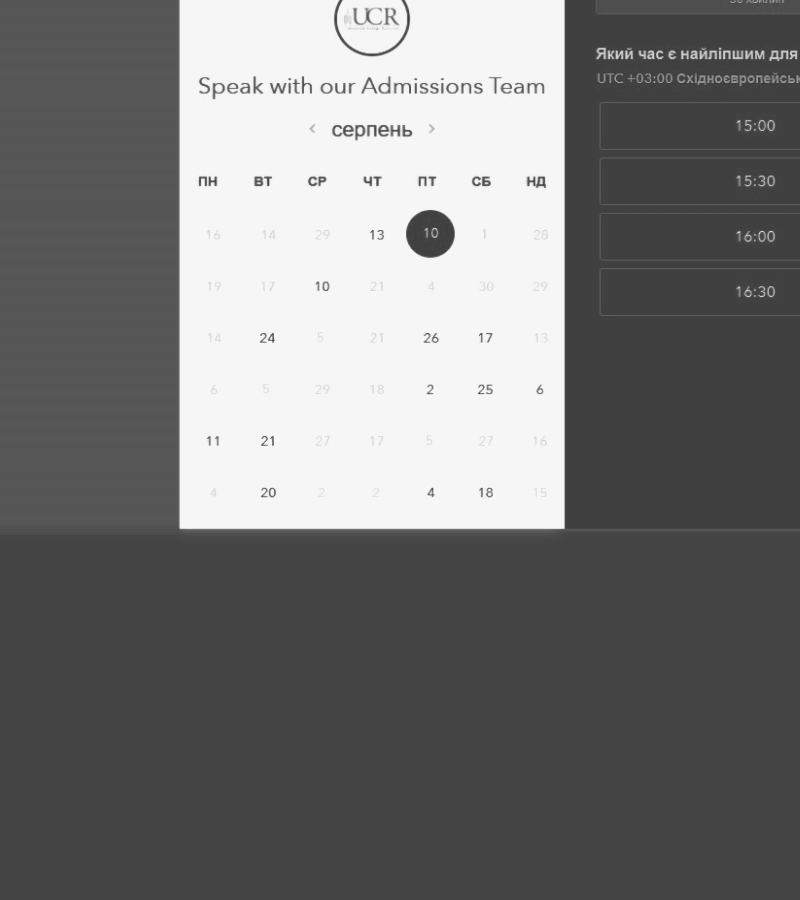 UCR
Speak with our Admissions Team
серпень
ПН ВТ СР ЧТ ПТ СБ НД
16 14 29 13 10 1 28
19 17 10 21 4 30 29
14 24 5 21 26 17 13
6 5 29 18 2 25 6
11 21 27 17 5 27 16
4 20 2 2 4 18 15
Який час є найліпшим для
UTC +03:00
15:00
15:30
16:00
16:30